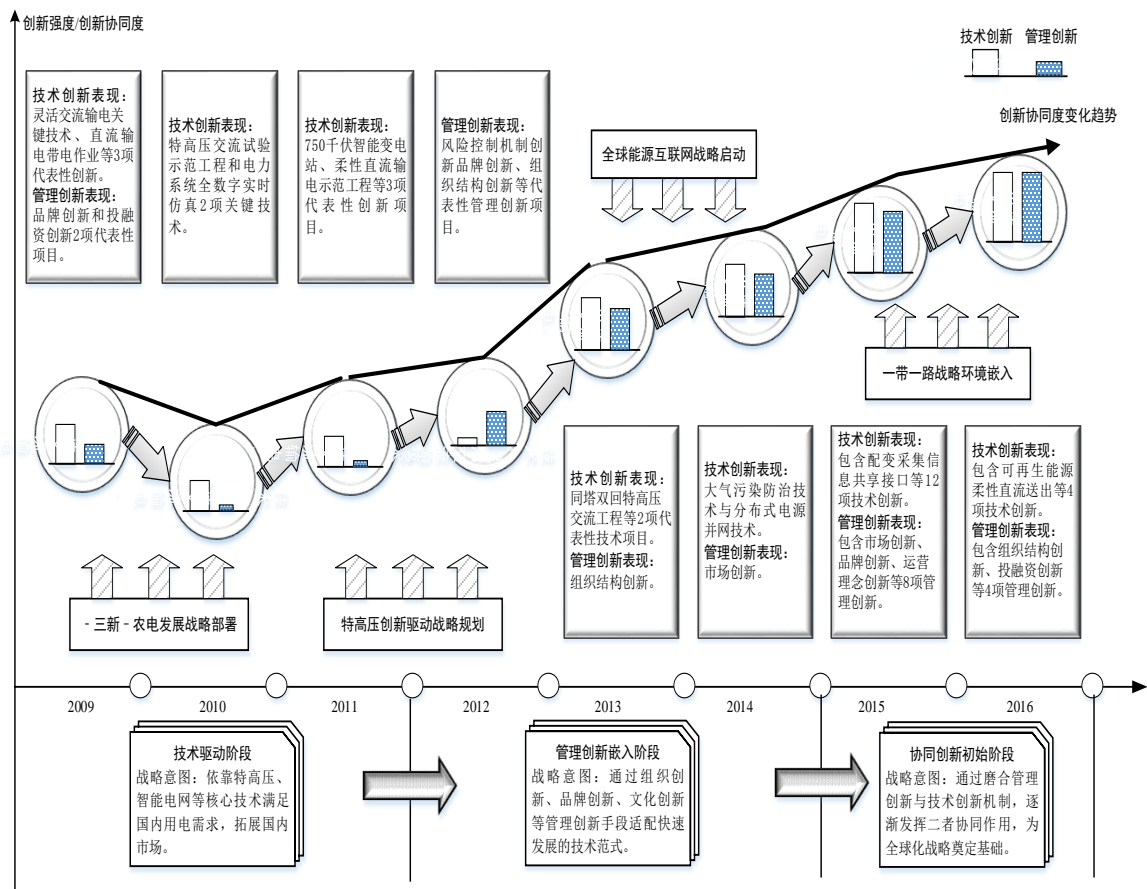 创新强度/创新协同度
技术创新 管理创新
创新协同度变化趋势
技术创新表现：
灵活交流输电关
键技术、直流输
电带电作业等3项
代表性创新。
管理创新表现：
品牌创新和投融
资创新2项代表性
项目。
技术创新表现：
特高压交流试验
示范工程和电力
系统全数字实时
仿真2项关键技
术。
技术创新表现：
750千伏智能变电
站、柔性直流输
电示范工程等3项
代表性创新项
目。
管理创新表现：
风险控制机制创
新品牌创新、组
织结构创新等代
表性管理创新项
目。
全球能源互联网战略启动
一带一路战略环境嵌入
技术创新表现：
同塔双回特高压
交流工程等2项代
表性技术项目。
管理创新表现：
组织结构创新。
技术创新表现：
大气污染防治技
术与分布式电源
并网技术。
管理创新表现：
市场创新。
技术创新表现：
包含配变采集信
息共享接口等12
项技术创新。
管理创新表现：
包含市场创新、
品牌创新、运营
理念创新等8项管
理创新。
技术创新表现：
包含可再生能源
柔性直流送出等4
项技术创新。
管理创新表现：
包含组织结构创
新、投融资创新
等4项管理创新。
-三新-农电发展战略部署
特高压创新驱动战略规划
2009 2010 2011 2012 2013 2014 2015 2016
技术驱动阶段
战略意图：依靠特高压、
智能电网等核心技术满足
国内用电需求，拓展国内
市场。
管理创新嵌入阶段
战略意图：通过组织创
新、品牌创新、文化创新
等管理创新手段适配快速
发展的技术范式。
协同创新初始阶段
战略意图：通过磨合管理
创新与技术创新机制，逐
渐发挥二者协同作用，为
全球化战略奠定基础。